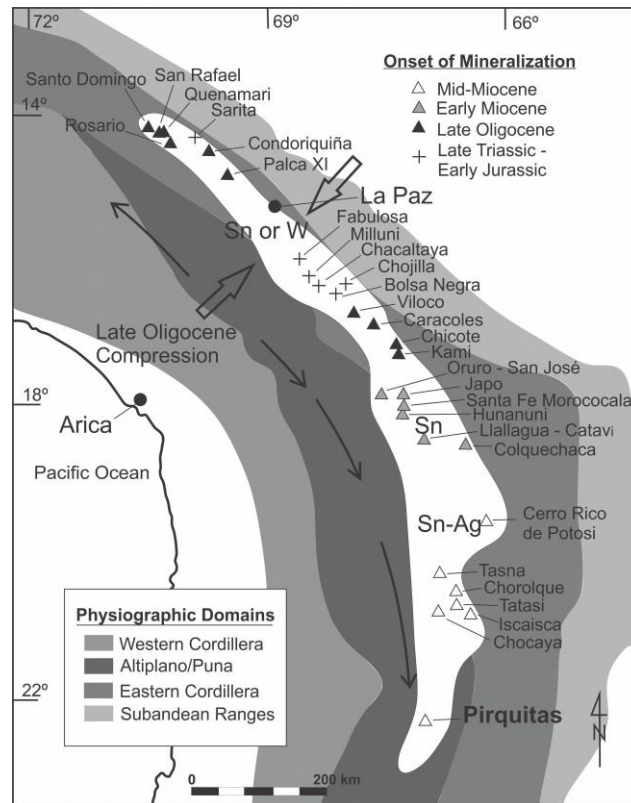 72
69
66
14º
18º
22º
Onset of Mineralization
Mid-Miocene
Early Miocene
Late Oligocene
Late Triassic -
Early Jurassic
Santo Domingo
San Rafael
Quenamari
Sarita
Rosario
Condoriquiña
Palca XI
La Paz
Sn or W
Fabulosa
Milluni
Chacaltaya
Chojilla
Bolsa Negra
Viloco
Caracoles
Chicote
Kami
Late Oligocene
Compression
Oruro - San José
Japo
Santa Fe Morococala
Hunanuni
Llallagua - Catavi
Colquechaca
Sn
Arica
Pacific Ocean
Sn-Ag
Cerro Rico
de Potosi
Tasna
Chorolque
Tatasi
Iscaisca
Chocaya
Pirquitas
Physiographic Domains
Western Cordillera
Altiplano/Puna
Eastern Cordillera
Subandean Ranges
0
200 km
N